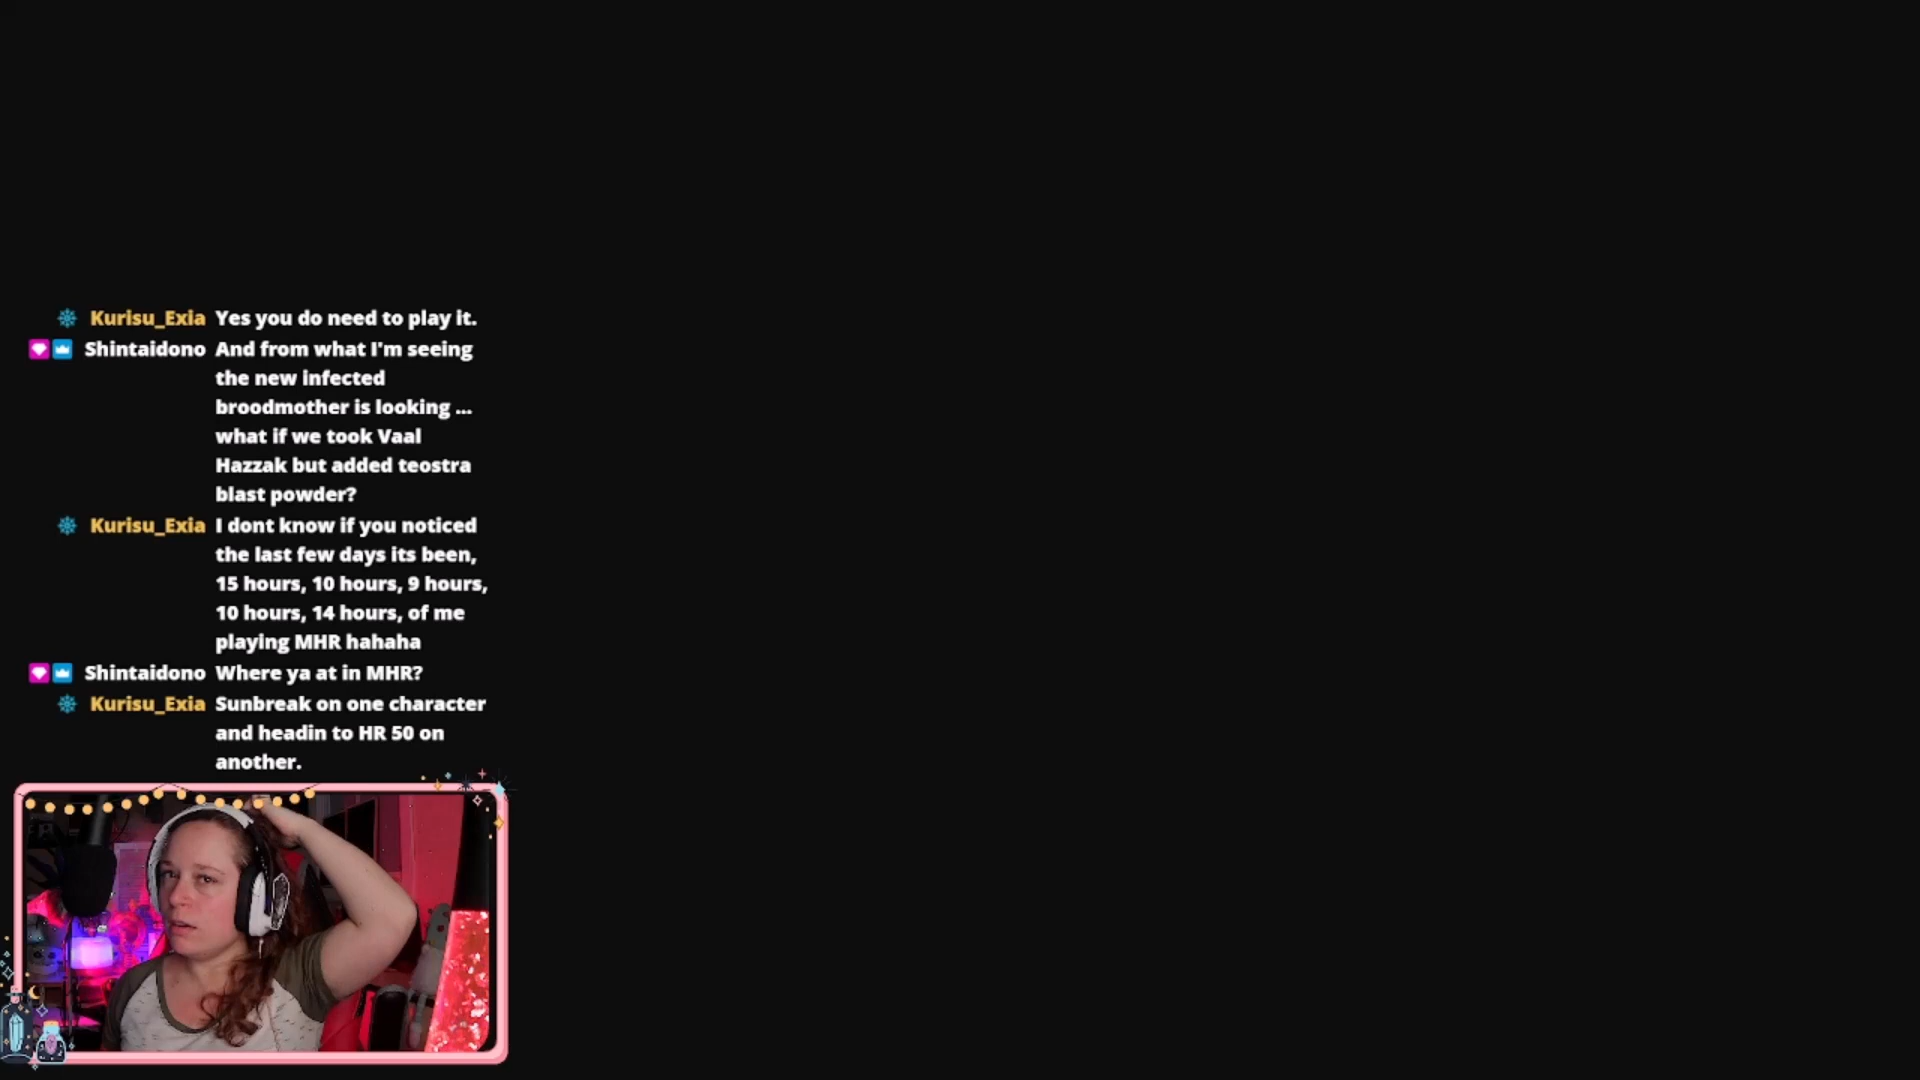 Kurisu_Exia Yes you do need to play it.
Shintaidono And from what I'm seeing
the new infected
broodmother is looking ...
what if we took Vaal
Hazzak but added teostra
blast powder?
Kurisu_Exia I dont know if you noticed
the last few days its been,
15 hours, 10 hours, 9 hours,
10 hours, 14 hours, of me
playing MHR hahaha
Shintaidono Where ya at in MHR?
Kurisu_Exia Sunbreak on one character
and headin to HR 50 on
another.